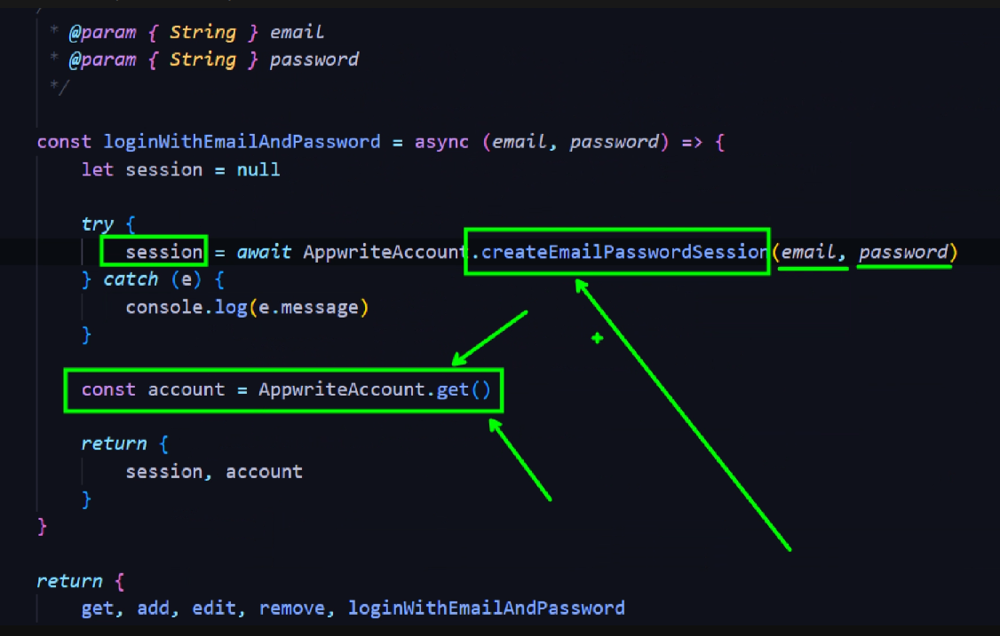 * @param { String } email
* @param { String } password
*/
const loginWithEmailAndPassword = async (email, password) => {
let session = null
try {
session = await AppwriteAccount.createEmailPasswordSession(email, password)
} catch (e) {
console.log(e.message)
}
const account = AppwriteAccount.get()
return {
session, account
}
}
return {
get, add, edit, remove, loginWithEmailAndPassword